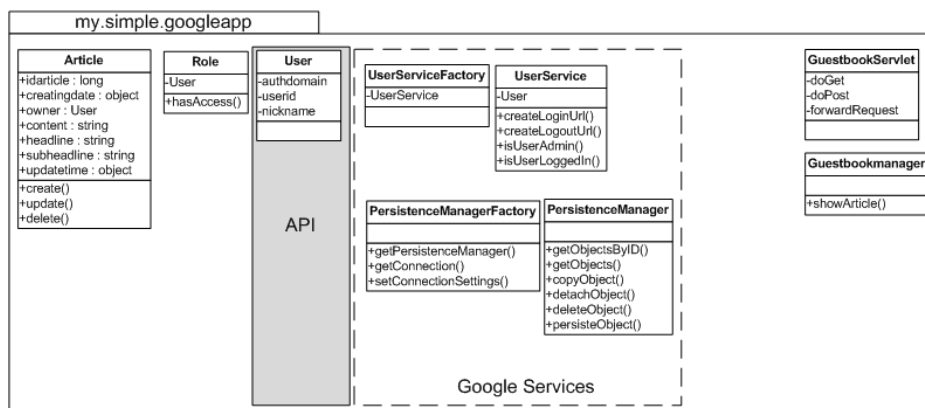 my.simple.googleapp
Article
+idarticle : long
+creatingdate : object
+owner : User
+content : string
+headline : string
+subheadline : string
+updatetime : object
+create()
+update()
+delete()
Role
-User
+hasAccess()
User
-authdomain
-userid
-nickname
API
UserServiceFactory
-UserService
UserService
-User
+createLoginUrl()
+createLogoutUrl()
+isUserAdmin()
+isUserLoggedIn()
PersistenceManagerFactory
+getPersistenceManager()
+getConnection()
+setConnectionSettings()
PersistenceManager
+getObjectsByID()
+getObjects()
+copyObject()
+detachObject()
+deleteObject()
+persisteObject()
Google Services
GuestbookServlet
-doGet
-doPost
-forwardRequest
Guestbookmanager
+showArticle()